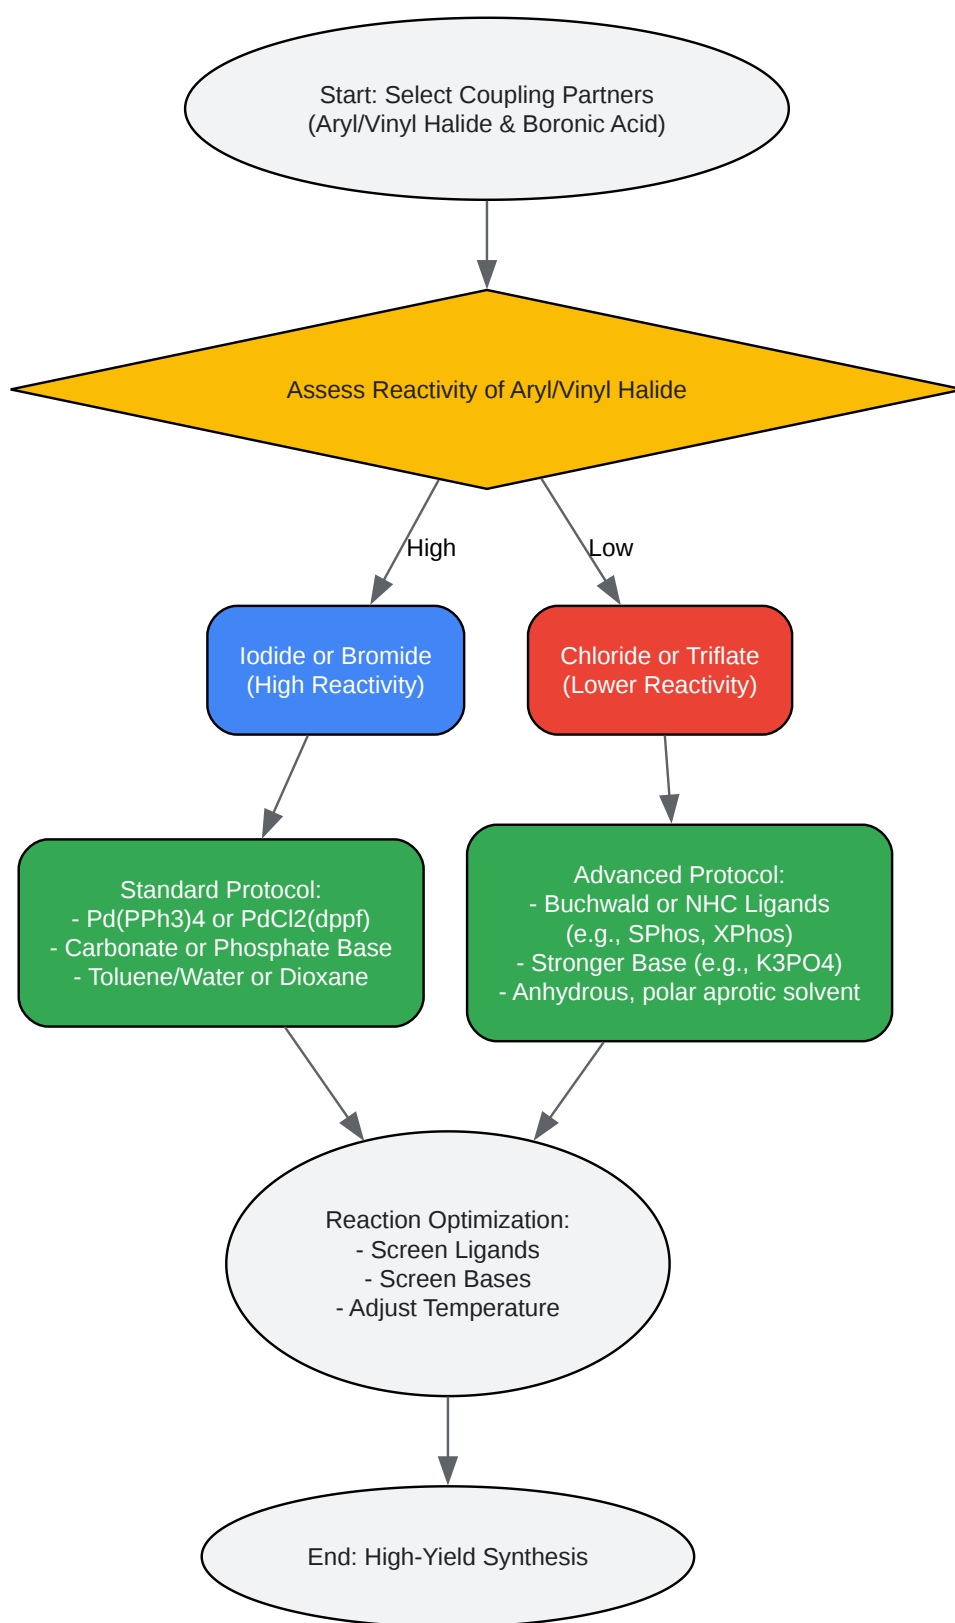 Start: Select Coupling Partners
(Aryl/Vinyl Halide & Boronic Acid)
Assess Reactivity of Aryl/Vinyl Halide
High
Low
Iodide or Bromide
(High Reactivity)
Chloride or Triflate
(Lower Reactivity)
Standard Protocol:
- Pd(PPh3)4 or PdCl2(dppf)
- Carbonate or Phosphate Base
- Toluene/Water or Dioxane
Advanced Protocol:
- Buchwald or NHC Ligands
(e.g., SPhos, XPhos)
- Stronger Base (e.g., K3PO4)
- Anhydrous, polar aprotic solvent
Reaction Optimization:
- Screen Ligands
- Screen Bases
- Adjust Temperature
End: High-Yield Synthesis